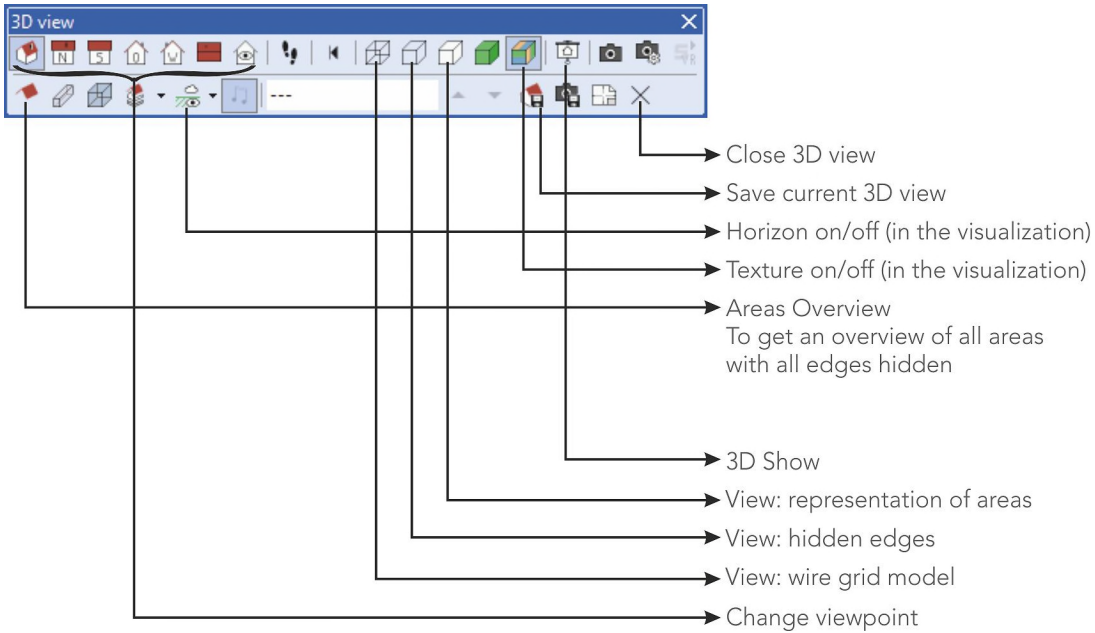 3D view
N S O W
---
Close 3D view
Save current 3D view
Horizon on/off (in the visualization)
Texture on/off (in the visualization)
Areas Overview
To get an overview of all areas
with all edges hidden
3D Show
View: representation of areas
View: hidden edges
View: wire grid model
Change viewpoint